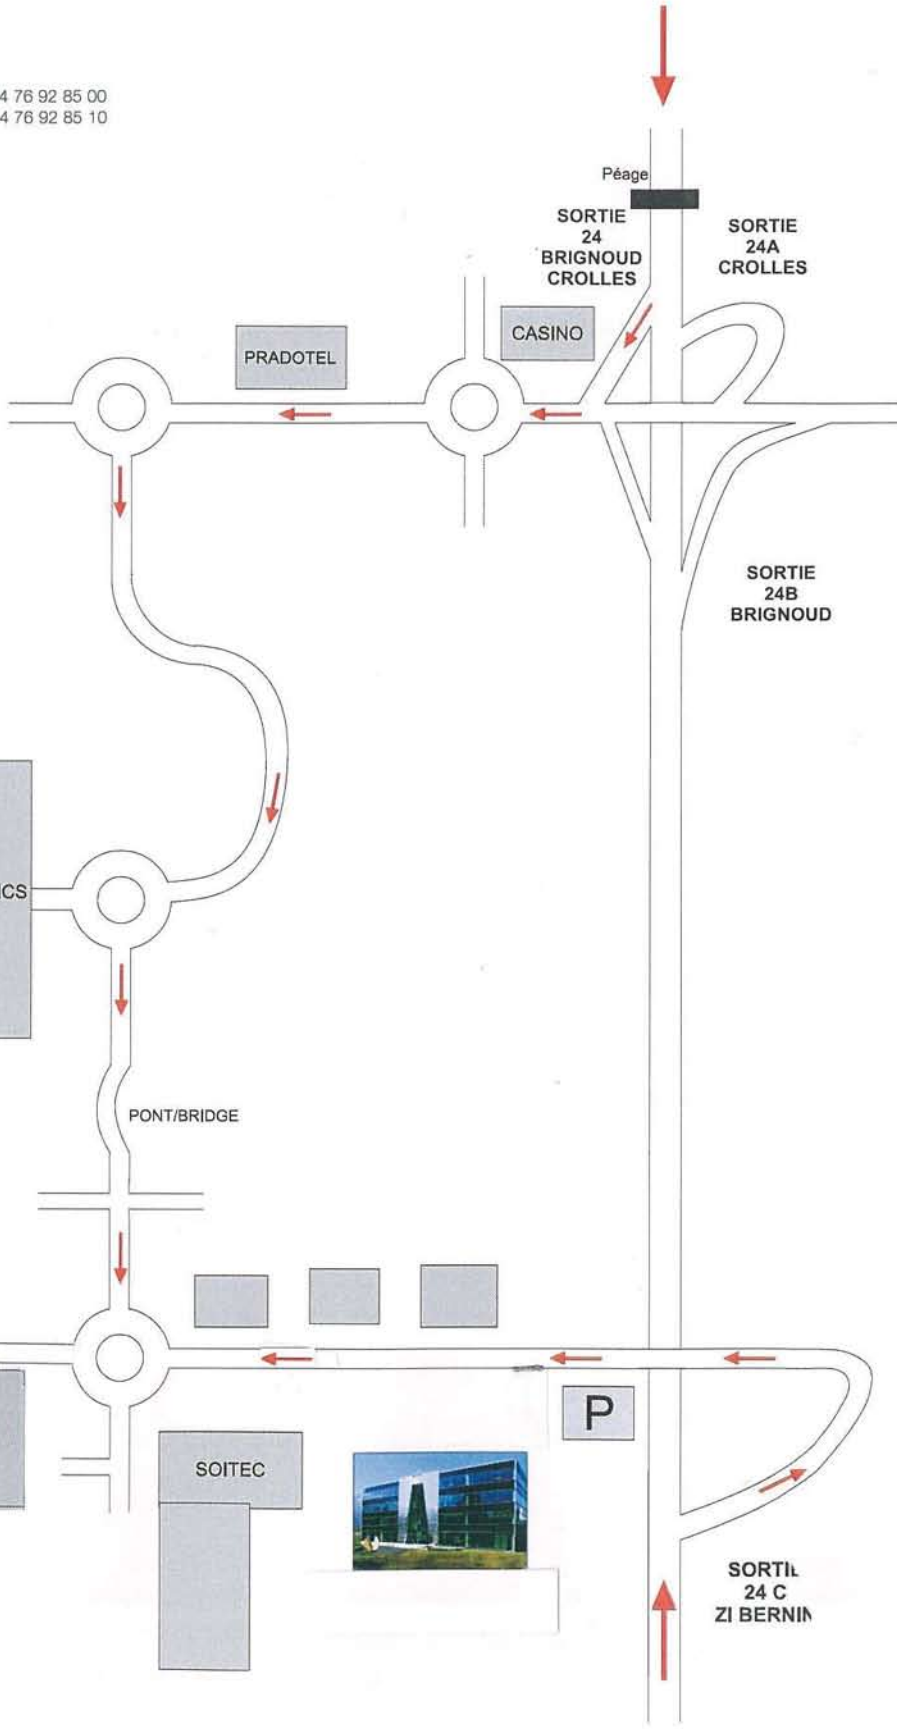 4 76 92 85 00
4 76 92 85 10
Péage
SORTIE
24
BRIGNOUD
CROLLES
SORTIE
24A
CROLLES
CASINO
PRADOTEL
SORTIE
24B
BRIGNOUD
ICS
PONT/BRIDGE
P
SOITEC
SORTIE
24 C
ZI BERNIN